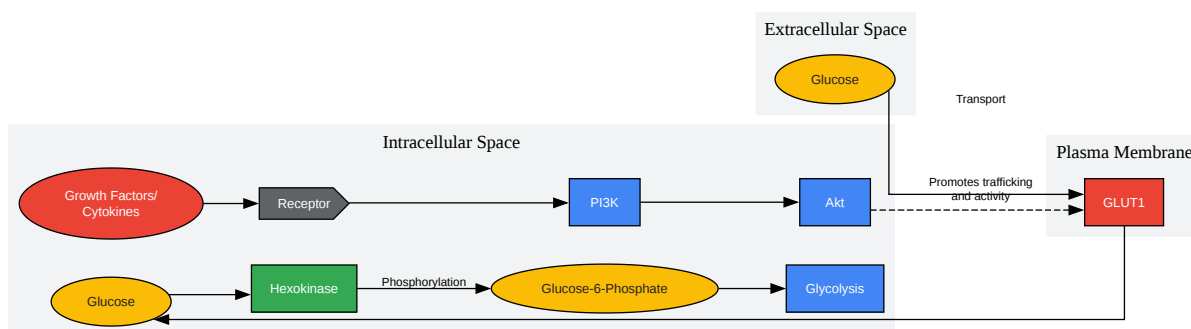 Extracellular Space
Glucose
Transport
Intracellular Space
Plasma Membrane
Growth Factors/
Cytokines
Receptor
PI3K
Akt
Promotes trafficking
and activity
GLUT1
Glucose
Hexokinase
Phosphorylation
Glucose-6-Phosphate
Glycolysis